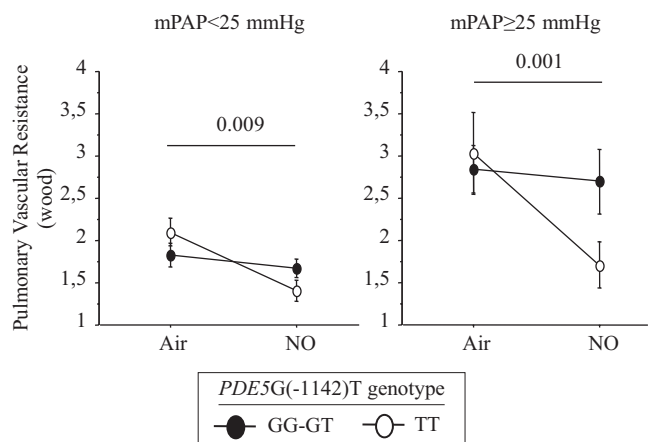 mPAP<25 mmHg
mPAP≥25 mmHg
Pulmonary Vascular Resistance
(wood)
4
3,5
3
2,5
2
1,5
1
0.009
Air
NO
4
3,5
3
2,5
2
1,5
1
0.001
Air
NO
PDE5G(-1142)T genotype
GG-GT
TT